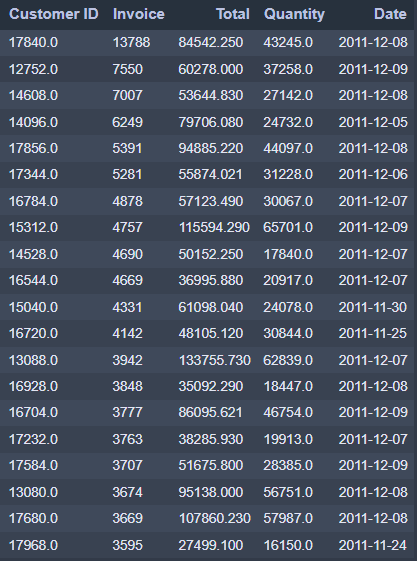 Customer ID Invoice Total Quantity Date
17840.0 13788 84542.250 43245.0 2011-12-08
12752.0 7550 60278.000 37258.0 2011-12-09
14608.0 7007 53644.830 27142.0 2011-12-08
14096.0 6249 79706.080 24732.0 2011-12-05
17856.0 5391 94885.220 44097.0 2011-12-08
17344.0 5281 55874.021 31228.0 2011-12-06
16784.0 4878 57123.490 30067.0 2011-12-07
15312.0 4757 115594.290 65701.0 2011-12-09
14528.0 4690 50152.250 17840.0 2011-12-07
16544.0 4669 36995.880 20917.0 2011-12-07
15040.0 4331 61098.040 24078.0 2011-11-30
16720.0 4142 48105.120 30844.0 2011-11-25
13088.0 3942 133755.730 62839.0 2011-12-07
16928.0 3848 35092.290 18447.0 2011-12-08
16704.0 3777 86095.621 46754.0 2011-12-09
17232.0 3763 38285.930 19913.0 2011-12-07
17584.0 3707 51675.800 28385.0 2011-12-09
13080.0 3674 95138.000 56751.0 2011-12-08
17680.0 3669 107860.230 57987.0 2011-12-08
17968.0 3595 27499.100 16150.0 2011-11-24